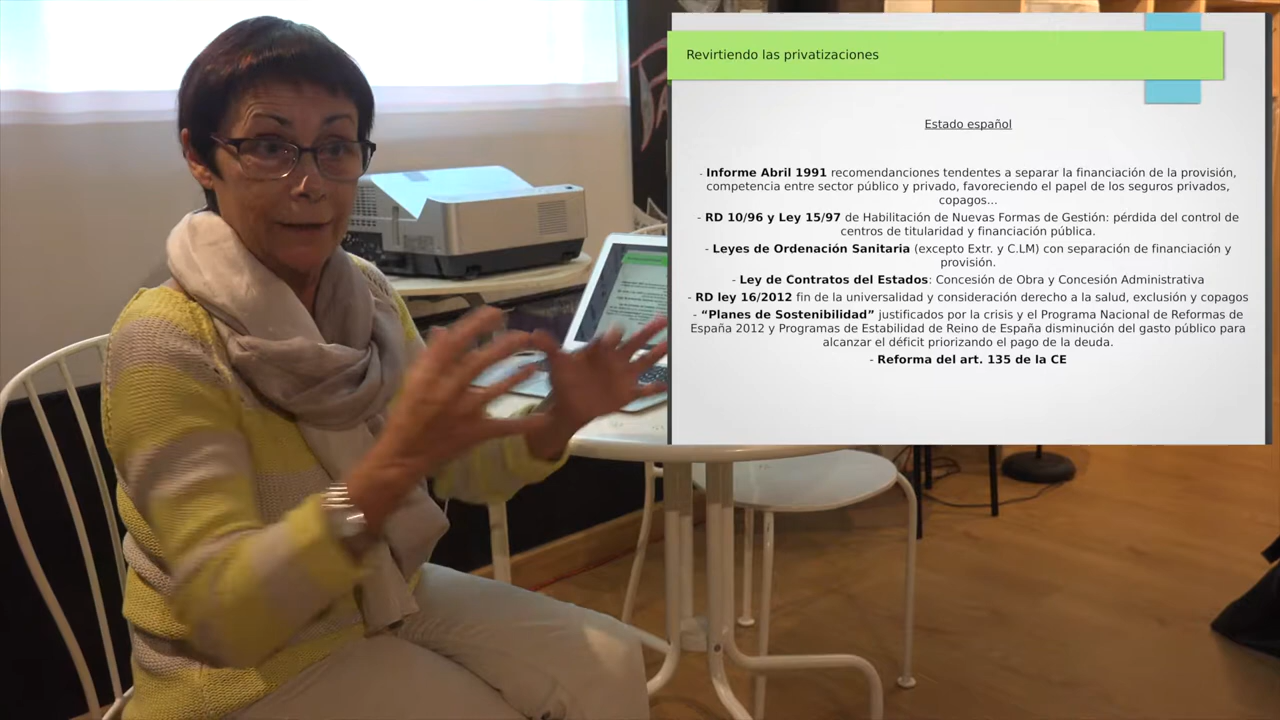 Revirtiendo las privatizaciones
Estado español
- Informe Abril 1991 recomendanciones tendentes a separar la financiación de la provisión,
competencia entre sector público y privado, favoreciendo el papel de los seguros privados,
copagos...
- RD 10/96 y Ley 15/97 de Habilitación de Nuevas Formas de Gestión: pérdida del control de
centros de titularidad y financiación pública.
- Leyes de Ordenación Sanitaria (excepto Extr. y C.LM) con separación de financiación y
provisión.
- Ley de Contratos del Estados: Concesión de Obra y Concesión Administrativa
- RD ley 16/2012 fin de la universalidad y consideración derecho a la salud, exclusión y copagos
- “Planes de Sostenibilidad” justificados por la crisis y el Programa Nacional de Reformas de
España 2012 y Programas de Estabilidad de Reino de España disminución del gasto público para
alcanzar el déficit priorizando el pago de la deuda.
- Reforma del art. 135 de la CE